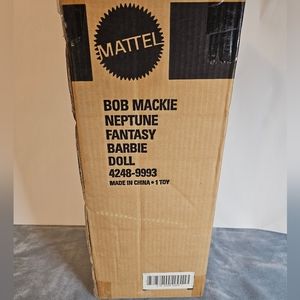 MATTEL
BOB MACKIE
NEPTUNE
FANTASY
BARBIE
DOLL
4248-9993
MADE IN CHINA • 1 TOY